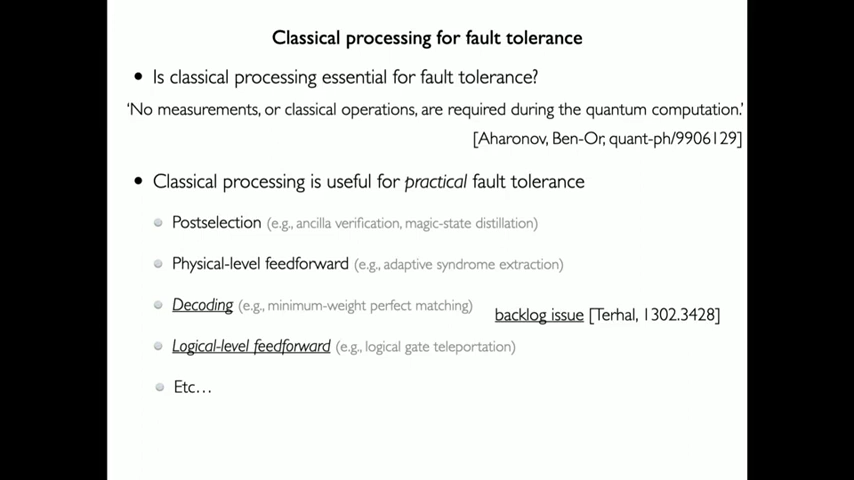 Classical processing for fault tolerance
• Is classical processing essential for fault tolerance?
‘No measurements, or classical operations, are required during the quantum computation.’
[Aharonov, Ben-Or, quant-ph/9906129]
• Classical processing is useful for practical fault tolerance
Postselection (e.g., ancilla verification, magic-state distillation)
Physical-level feedforward (e.g., adaptive syndrome extraction)
Decoding (e.g., minimum-weight perfect matching)
backlog issue [Terhal, 1302.3428]
Logical-level feedforward (e.g., logical gate teleportation)
Etc…